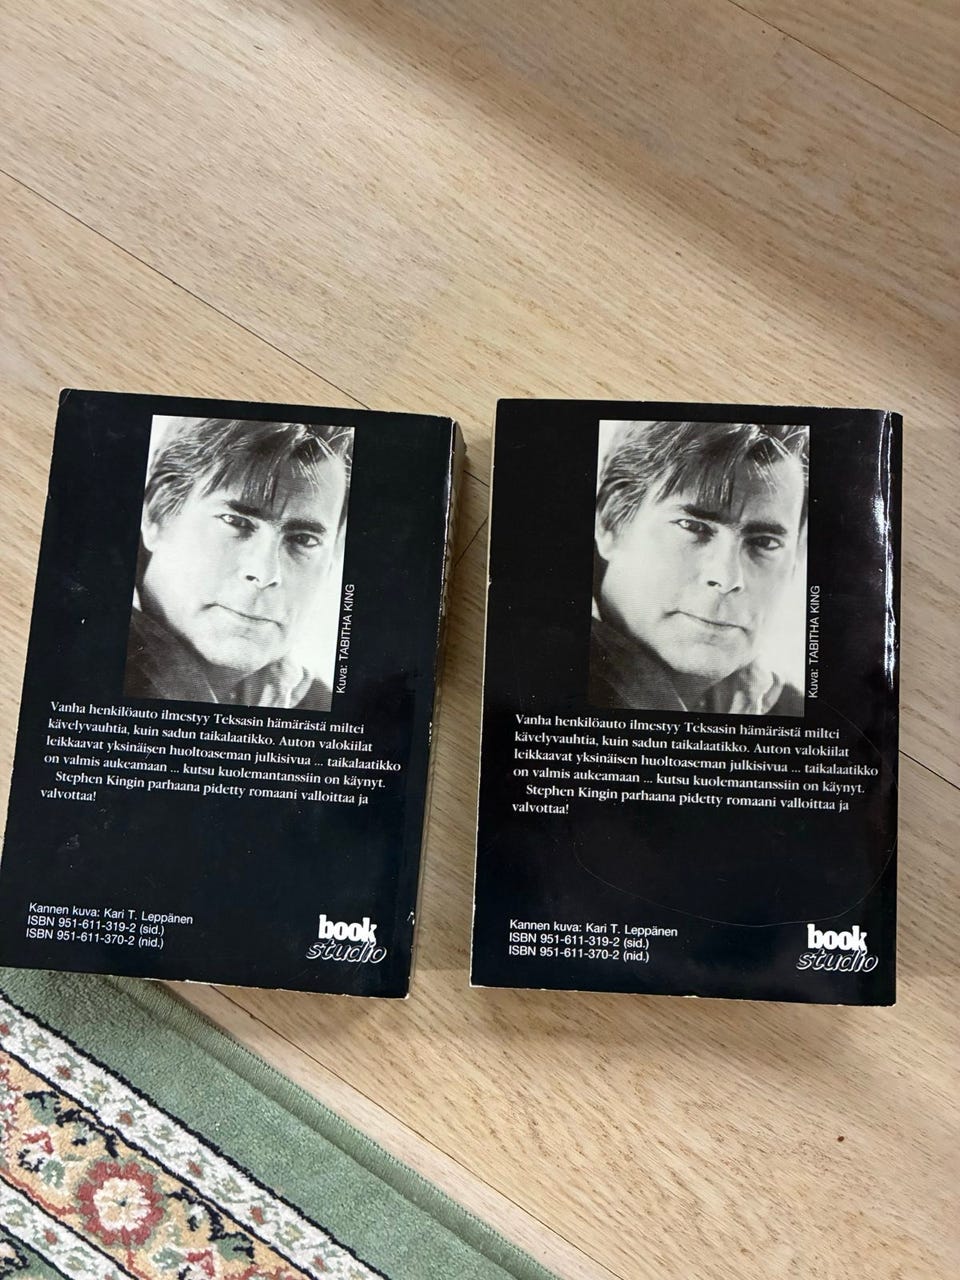 Kuva: TABITHA KING
Vanha henkilöauto ilmestyy Teksasin hämärästä miltei
kävelyvauhtia, kuin sadun taikalaatikko. Auton valokiilat
leikkaavat yksinäisen huoltoaseman julkisivua ... taikalaatikko
on valmis aukeamaan ... kutsu kuolemantanssiin on käynyt.
Stephen Kingin parhaana pidetty romaani valloittaa ja
valvottaa!
Kannen kuva: Kari T. Leppänen
ISBN 951-611-319-2 (sid.)
ISBN 951-611-370-2 (nid.)
book
studio
Kuva: TABITHA KING
Vanha henkilöauto ilmestyy Teksasin hämärästä miltei
kävelyvauhtia, kuin sadun taikalaatikko. Auton valokiilat
leikkaavat yksinäisen huoltoaseman julkisivua ... taikalaatikko
on valmis aukeamaan ... kutsu kuolemantanssiin on käynyt.
Stephen Kingin parhaana pidetty romaani valloittaa ja
valvottaa!
Kannen kuva: Kari T. Leppänen
ISBN 951-611-319-2 (sid.)
ISBN 951-611-370-2 (nid.)
book
studio